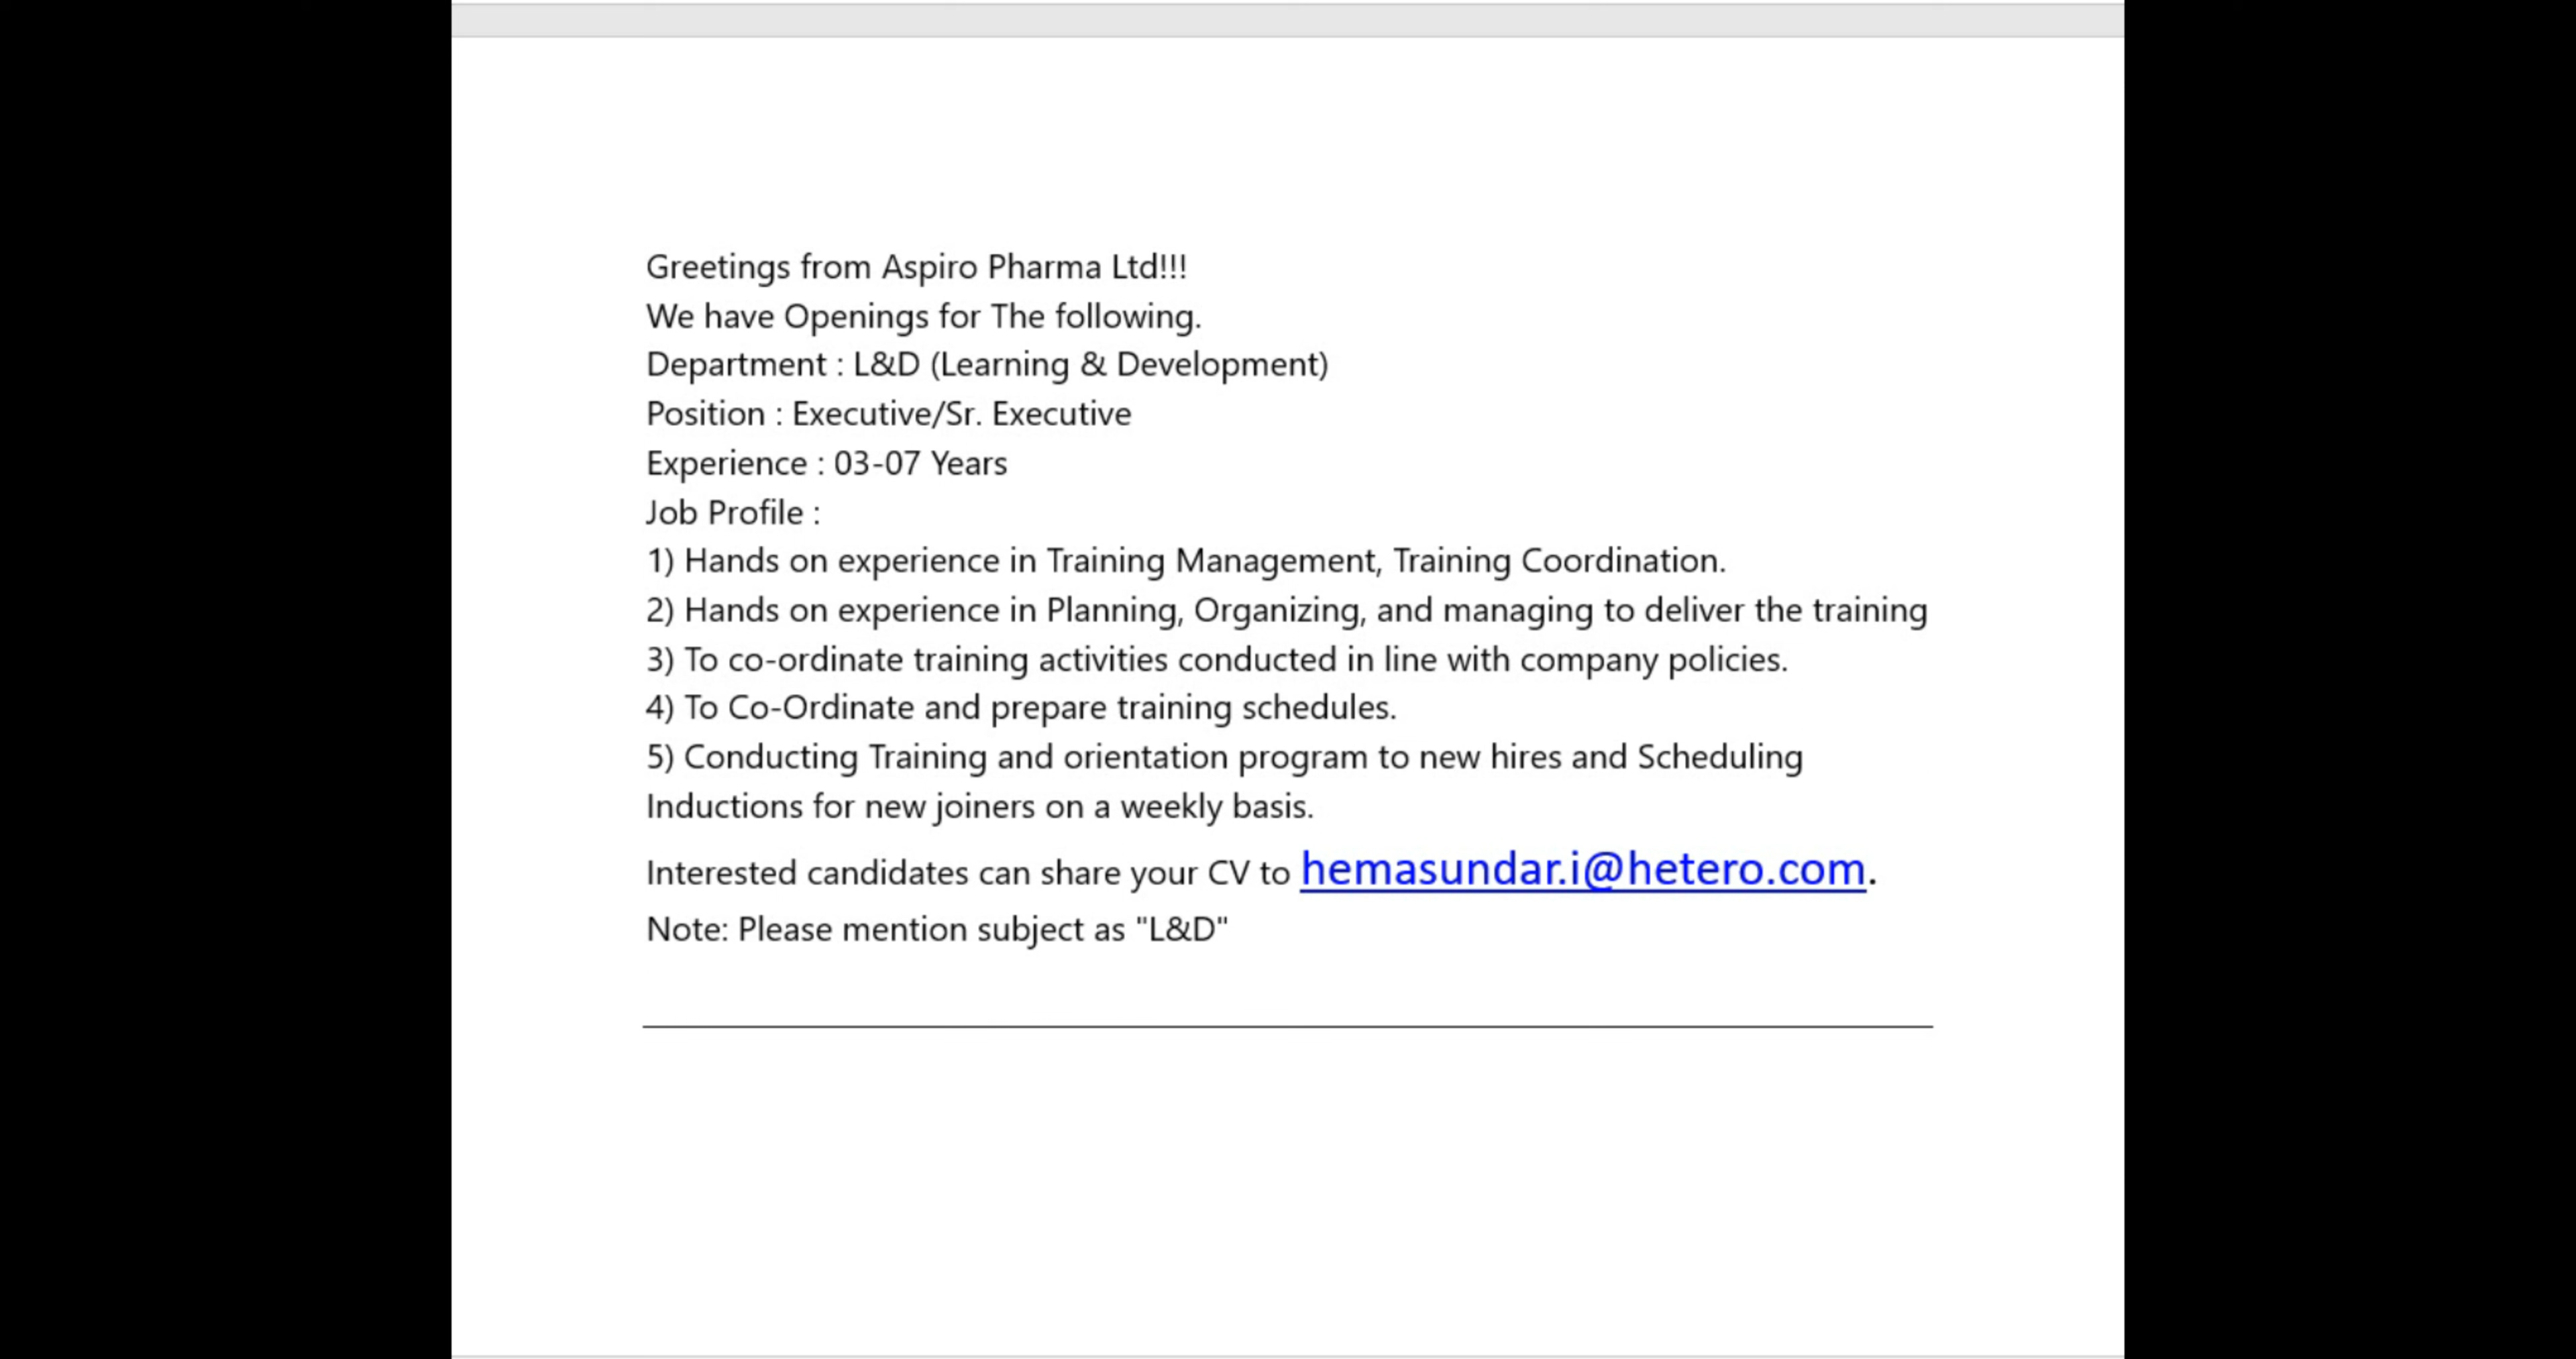 Greetings from Aspiro Pharma Ltd!!!
We have Openings for The following.
Department : L&D (Learning & Development)
Position : Executive/Sr. Executive
Experience : 03-07 Years
Job Profile :
1) Hands on experience in Training Management, Training Coordination.
2) Hands on experience in Planning, Organizing, and managing to deliver the training
3) To co-ordinate training activities conducted in line with company policies.
4) To Co-Ordinate and prepare training schedules.
5) Conducting Training and orientation program to new hires and Scheduling
Inductions for new joiners on a weekly basis.
Interested candidates can share your CV to hemasundar.i@hetero.com.
Note: Please mention subject as "L&D"